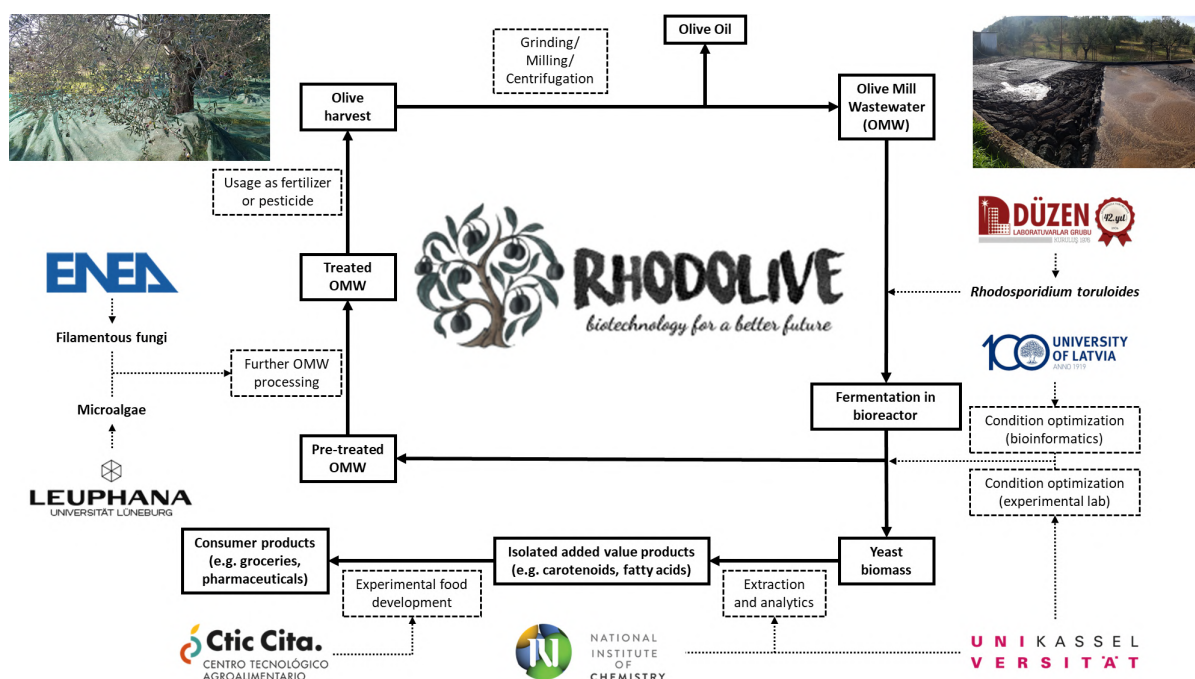 Olive Oil
Grinding/
Milling/
Centrifugation
Olive
harvest
Olive Mill
Wastewater
(OMW)
Usage as fertilizer
or pesticide
DÜZEN
LABORATUVARLAR GRUBU
KURULUŞ 1976
42.yıl
ENEA
Treated
OMW
RHODOLIVE
biotechnology for a better future
Rhodosporidium toruloides
Filamentous fungi
Further OMW
processing
100 UNIVERSITY
OF LATVIA
ANNO 1919
Microalgae
Fermentation in
bioreactor
Condition optimization
(bioinformatics)
Pre-treated
OMW
LEUPHANA
UNIVERSITÄT LÜNEBURG
Condition optimization
(experimental lab)
Consumer products
(e.g. groceries,
pharmaceuticals)
Isolated added value products
(e.g. carotenoids, fatty acids)
Yeast
biomass
Experimental food
development
Extraction
and analytics
Ctic Cita.
CENTRO TECNOLÓGICO
AGROALIMENTARIO
NATIONAL
INSTITUTE
OF
CHEMISTRY
UNIKASSEL
VERSITÄT